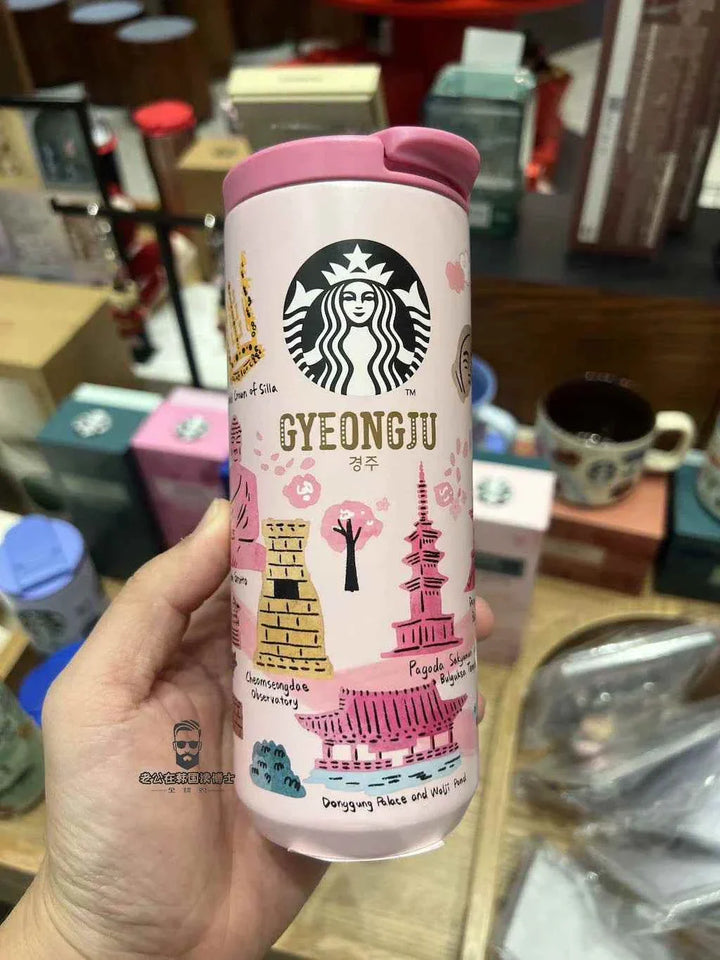 Crown of Silla
TM
GYEONGJU
경주
Cheomseongdae
Observatory
Pagoda Sakyamuni
Bulguksa
Donggung Palace and Wolji Pond
老公在韩国读博士